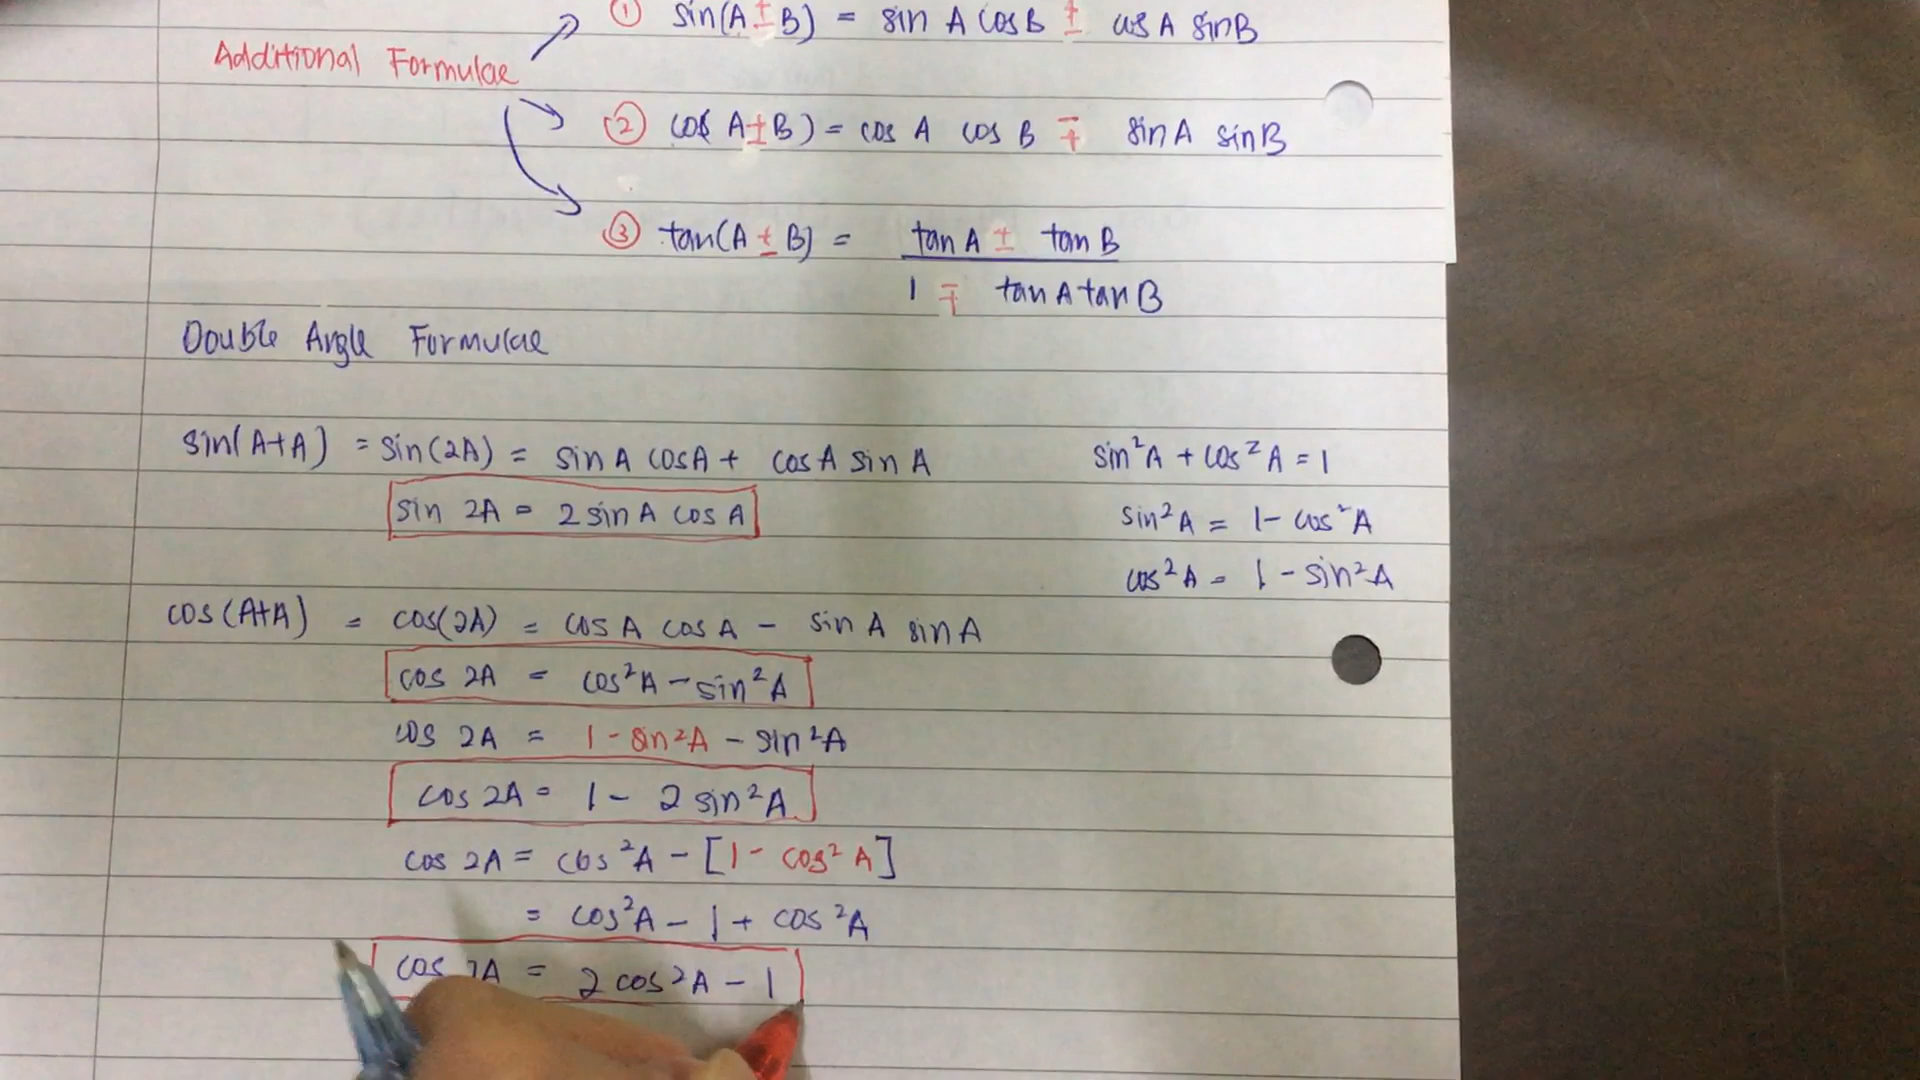 ① sin(A ± B) = sin A cos B ± cos A sin B
Additional Formulae
② cos(A ± B) = cos A cos B ∓ sin A sin B
③ tan(A ± B) = tan A ± tan B
1 ∓ tan A tan B
Double Angle Formulae
sin(A+A) = sin(2A) = sin A cos A + cos A sin A
sin 2A = 2 sin A cos A
sin²A + cos²A = 1
sin²A = 1 - cos²A
cos²A = 1 - sin²A
cos(A+A) = cos(2A) = cos A cos A - sin A sin A
cos 2A = cos²A - sin²A
cos 2A = 1 - sin²A - sin²A
cos 2A = 1 - 2 sin²A
cos 2A = cos²A - [1 - cos²A]
= cos²A - 1 + cos²A
cos 2A = 2 cos²A - 1